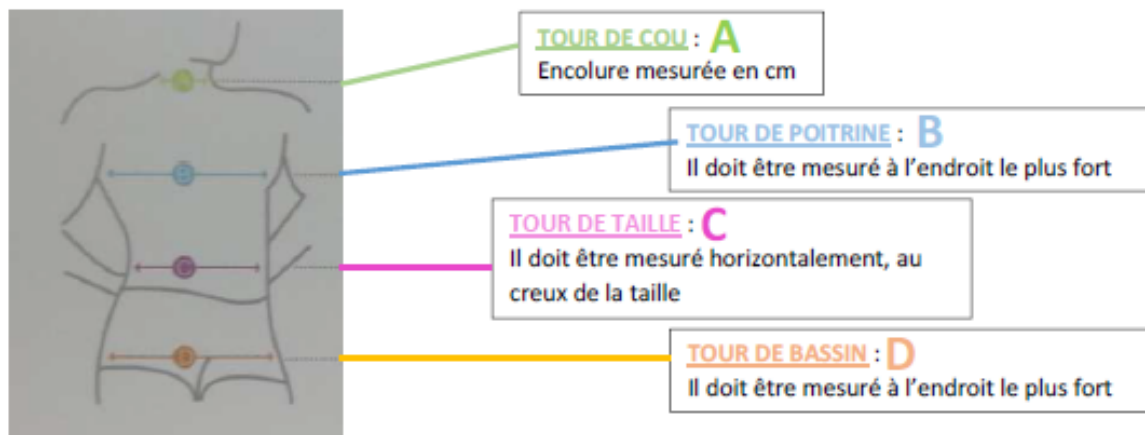 TOUR DE COU : A
Encolure mesurée en cm
TOUR DE POITRINE : B
Il doit être mesuré à l'endroit le plus fort
TOUR DE TAILLE : C
Il doit être mesuré horizontalement, au
creux de la taille
TOUR DE BASSIN : D
Il doit être mesuré à l'endroit le plus fort